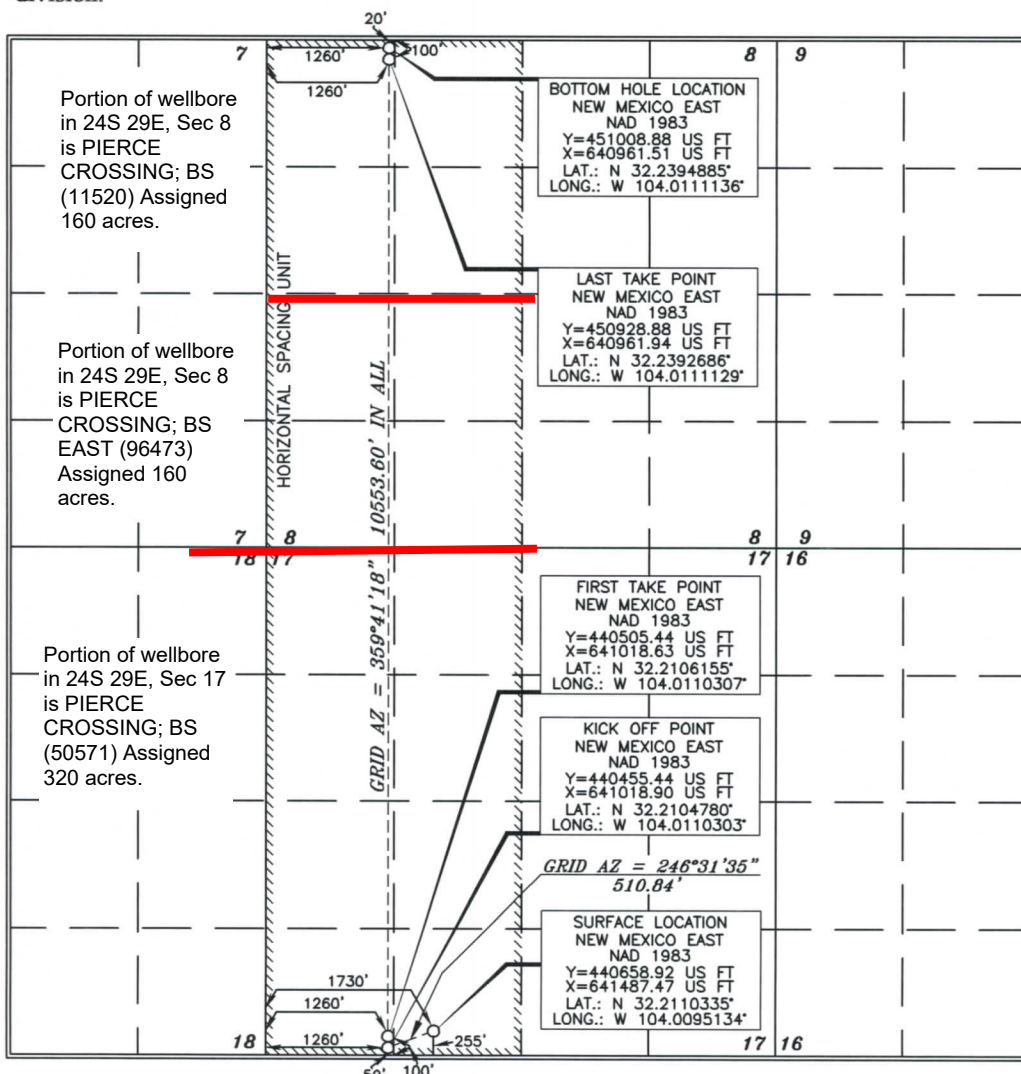 division.
20'
7
1260'
100'
8
9
1260'
Portion of wellbore
in 24S 29E, Sec 8
is PIERCE
CROSSING; BS
(11520) Assigned
160 acres.
BOTTOM HOLE LOCATION
NEW MEXICO EAST
NAD 1983
Y=451008.88 US FT
X=640961.51 US FT
LAT.: N 32.2394885°
LONG.: W 104.0111136°
HORIZONTAL SPACING UNIT
LAST TAKE POINT
NEW MEXICO EAST
NAD 1983
Y=450928.88 US FT
X=640961.94 US FT
LAT.: N 32.2392686°
LONG.: W 104.0111129°
Portion of wellbore
in 24S 29E, Sec 8
is PIERCE
CROSSING; BS
EAST (96473)
Assigned 160
acres.
GRID AZ = 359°41'18" 10553.60' IN ALL
7
8
8
9
18
17
17
16
FIRST TAKE POINT
NEW MEXICO EAST
NAD 1983
Y=440505.44 US FT
X=641018.63 US FT
LAT.: N 32.2106155°
LONG.: W 104.0110307°
Portion of wellbore
in 24S 29E, Sec 17
is PIERCE
CROSSING; BS
(50571) Assigned
320 acres.
KICK OFF POINT
NEW MEXICO EAST
NAD 1983
Y=440455.44 US FT
X=641018.90 US FT
LAT.: N 32.2104780°
LONG.: W 104.0110303°
GRID AZ = 246°31'35"
510.84'
SURFACE LOCATION
NEW MEXICO EAST
NAD 1983
Y=440658.92 US FT
X=641487.47 US FT
LAT.: N 32.2110335°
LONG.: W 104.0095134°
1730'
1260'
18
1260'
255'
17
16
50'
100'